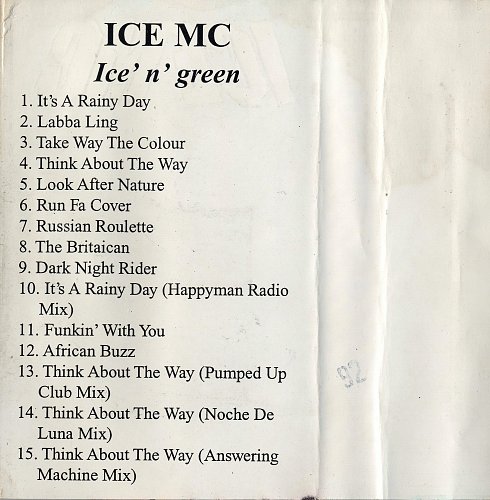 ICE MC
Ice’ n’ green
1. It’s A Rainy Day
2. Labba Ling
3. Take Way The Colour
4. Think About The Way
5. Look After Nature
6. Run Fa Cover
7. Russian Roulette
8. The Britaican
9. Dark Night Rider
10. It’s A Rainy Day (Happyman Radio
Mix)
11. Funkin’ With You
12. African Buzz
13. Think About The Way (Pumped Up
Club Mix)
14. Think About The Way (Noche De
Luna Mix)
15. Think About The Way (Answering
Machine Mix)
92